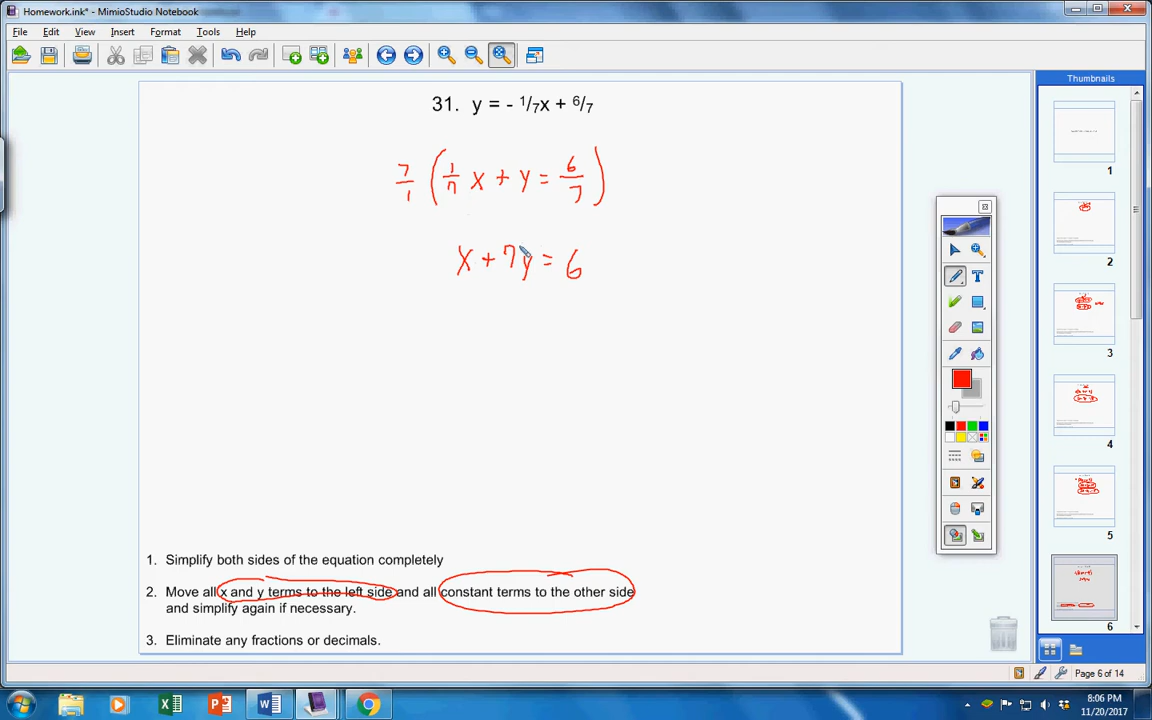 Homework.ink* - MimioStudio Notebook
File Edit View Insert Format Tools Help
Thumbnails
31. y = - 1/7x + 6/7
7/1 (1/7 x + y = 6/7)
x + 7y = 6
1. Simplify both sides of the equation completely
2. Move all x and y terms to the left side and all constant terms to the other side
and simplify again if necessary.
3. Eliminate any fractions or decimals.
1
2
3
4
5
6
Page 6 of 14
8:06 PM
11/20/2017